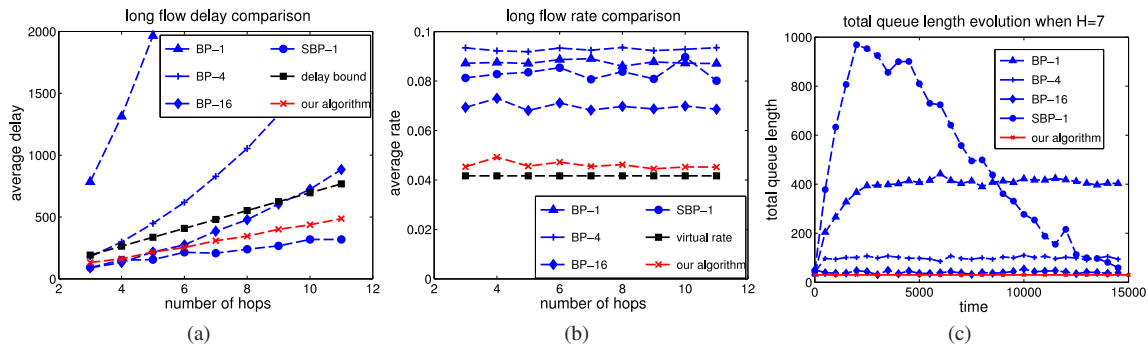 long flow delay comparison
2000
1500
1000
500
0
2
4
6
8
10
12
average delay
number of hops
BP−1
BP−4
BP−16
SBP−1
delay bound
our algorithm
(a)
long flow rate comparison
0.1
0.08
0.06
0.04
0.02
0
2
4
6
8
10
12
average rate
number of hops
BP−1
BP−4
BP−16
SBP−1
virtual rate
our algorithm
(b)
total queue length evolution when H=7
1000
800
600
400
200
0
0
5000
10000
15000
total queue length
time
BP−1
BP−4
BP−16
SBP−1
our algorithm
(c)